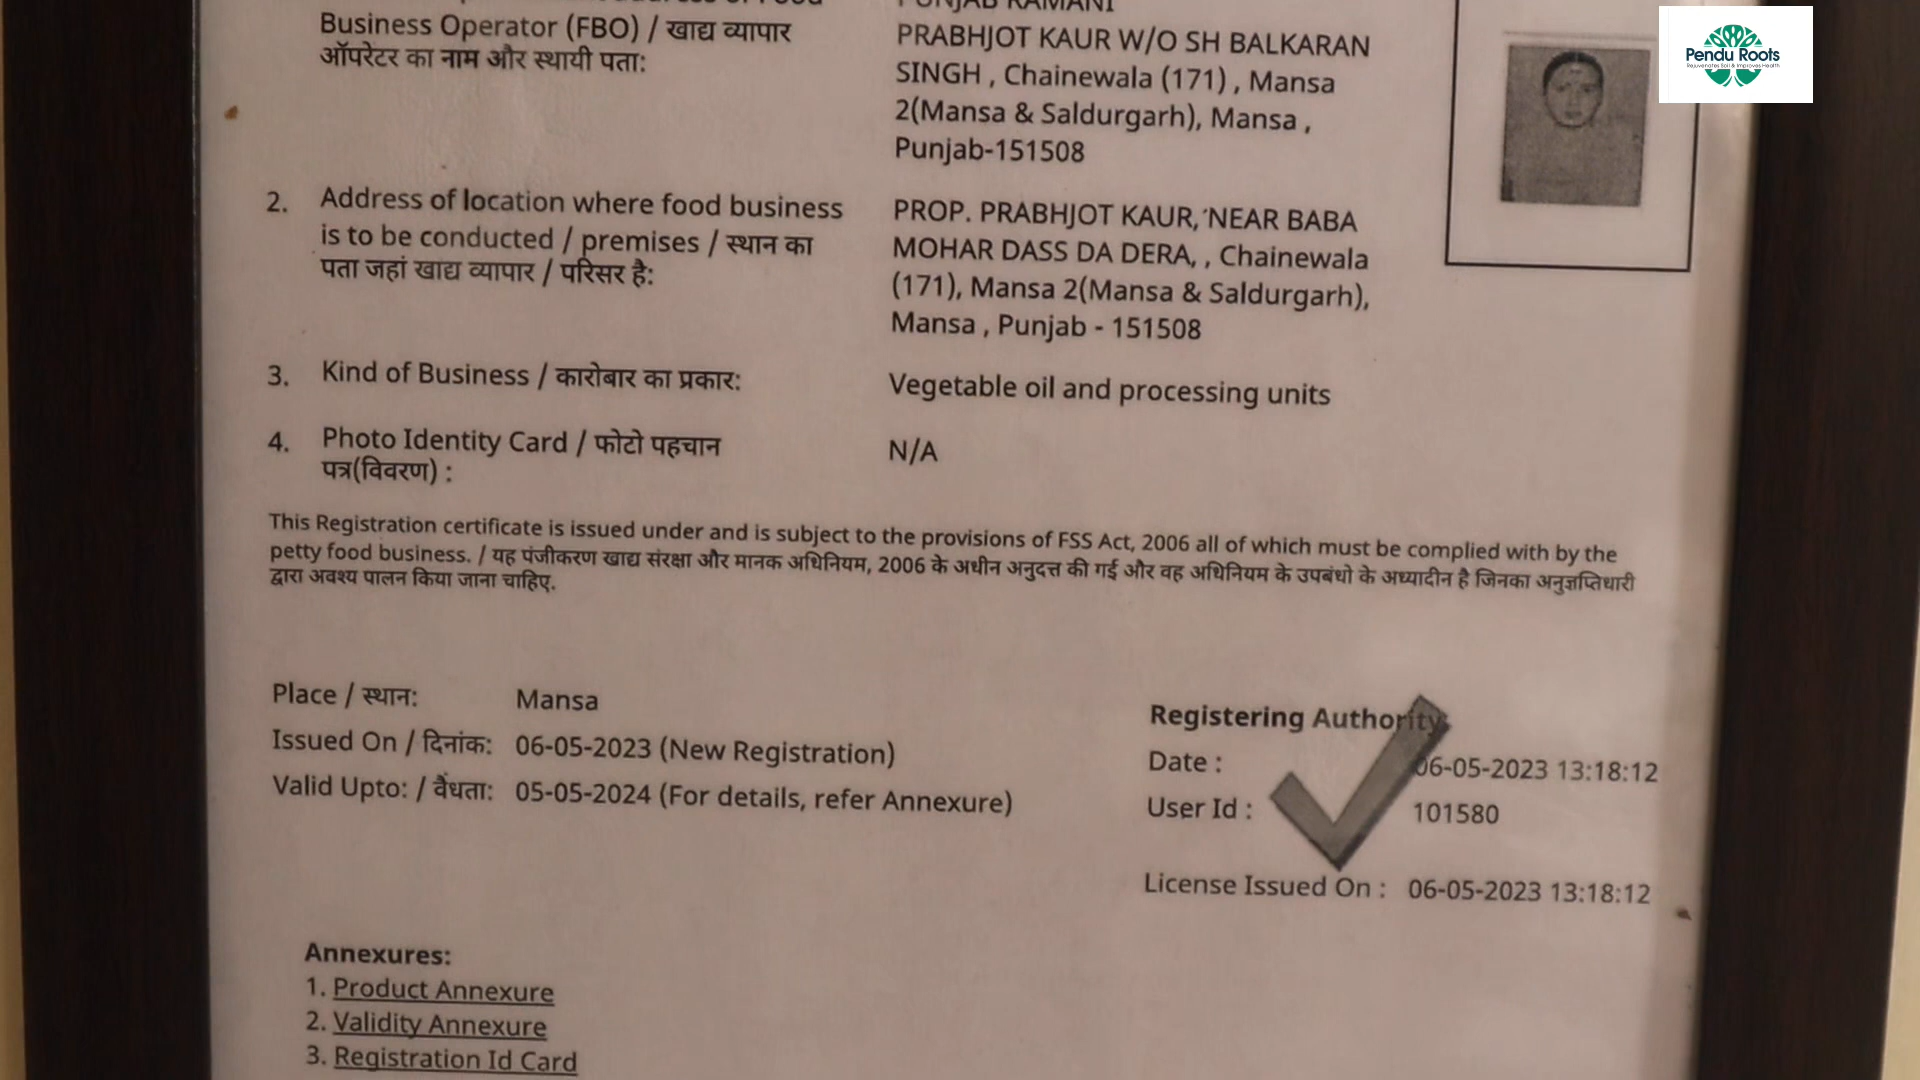 Business Operator (FBO) / खाद्य व्यापार
ऑपरेटर का नाम और स्थायी पता:
PUNJAB RAMANI
PRABHJOT KAUR W/O SH BALKARAN
SINGH , Chainewala (171) , Mansa
2(Mansa & Saldurgarh), Mansa ,
Punjab-151508
Pendu Roots
Rejuvenates Soil & Improves Health
2. Address of location where food business
is to be conducted / premises / स्थान का
पता जहां खाद्य व्यापार / परिसर है:
PROP. PRABHJOT KAUR, NEAR BABA
MOHAR DASS DA DERA, , Chainewala
(171), Mansa 2(Mansa & Saldurgarh),
Mansa , Punjab - 151508
3. Kind of Business / कारोबार का प्रकार:
Vegetable oil and processing units
4. Photo Identity Card / फोटो पहचान
पत्र(विवरण) :
N/A
This Registration certificate is issued under and is subject to the provisions of FSS Act, 2006 all of which must be complied with by the
petty food business. / यह पंजीकरण खाद्य संरक्षा और मानक अधिनियम, 2006 के अधीन अनुदत्त की गई और वह अधिनियम के उपबंधो के अध्यादीन है जिनका अनुज्ञप्तिधारी
द्वारा अवश्य पालन किया जाना चाहिए.
Place / स्थान: Mansa
Issued On / दिनांक: 06-05-2023 (New Registration)
Valid Upto: / वैधता: 05-05-2024 (For details, refer Annexure)
Registering Authority:
Date : 06-05-2023 13:18:12
User Id : 101580
License Issued On : 06-05-2023 13:18:12
Annexures:
1. Product Annexure
2. Validity Annexure
3. Registration Id Card